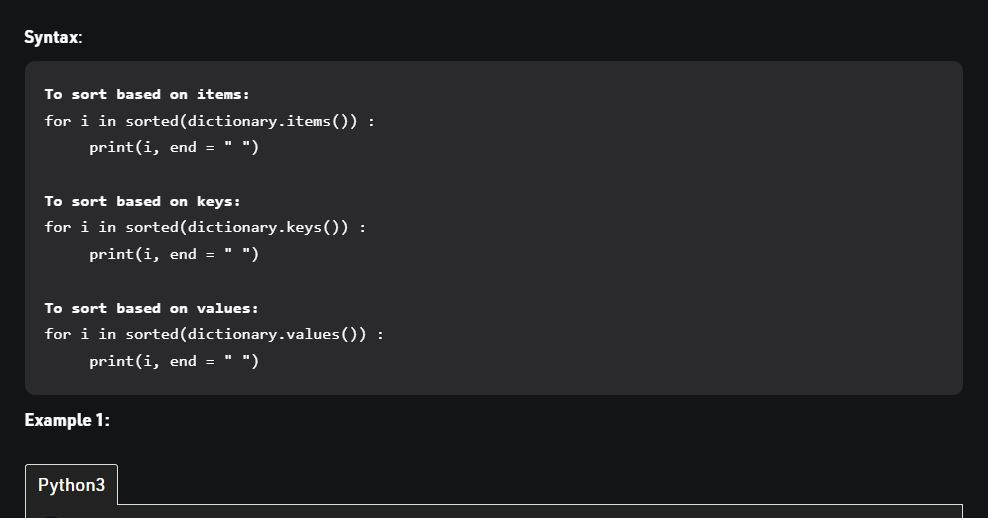 Syntax:
To sort based on items:
for i in sorted(dictionary.items()) :
     print(i, end = " ")
To sort based on keys:
for i in sorted(dictionary.keys()) :
     print(i, end = " ")
To sort based on values:
for i in sorted(dictionary.values()) :
     print(i, end = " ")
Example 1:
Python3